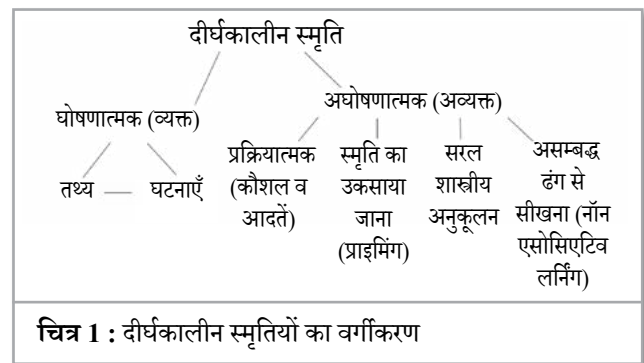 दीर्घकालीन स्मृति
घोषणात्मक (व्यक्त)
अघोषणात्मक (अव्यक्त)
तथ्य
घटनाएँ
प्रक्रियात्मक
(कौशल व
आदतें)
स्मृति का
उकसाया
जाना
(प्राइमिंग)
सरल
शास्त्रीय
अनुकूलन
असम्बद्ध
ढंग से
सीखना (नॉन
एसोसिएटिव
लर्निंग)
चित्र 1 : दीर्घकालीन स्मृतियों का वर्गीकरण